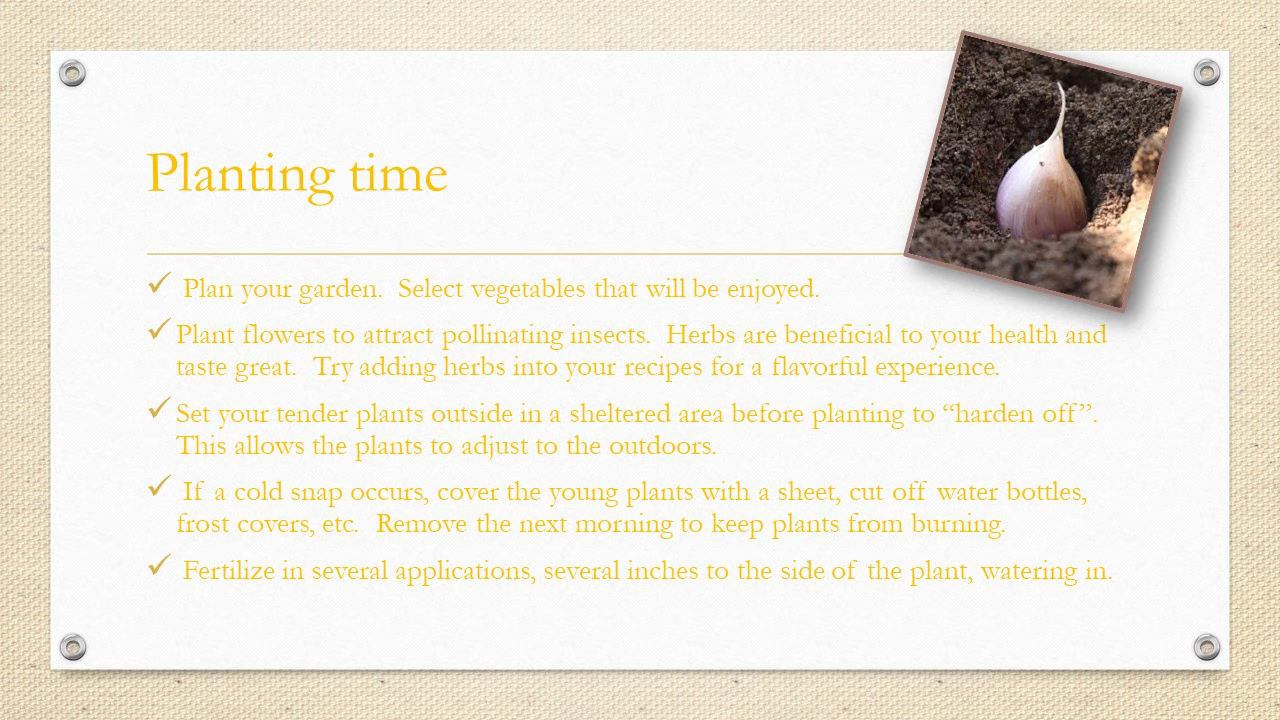 Planting time
✓ Plan your garden.  Select vegetables that will be enjoyed.
✓ Plant flowers to attract pollinating insects.  Herbs are beneficial to your health and
taste great.  Try adding herbs into your recipes for a flavorful experience.
✓ Set your tender plants outside in a sheltered area before planting to “harden off”.
This allows the plants to adjust to the outdoors.
✓ If a cold snap occurs, cover the young plants with a sheet, cut off water bottles,
frost covers, etc.  Remove the next morning to keep plants from burning.
✓ Fertilize in several applications, several inches to the side of the plant, watering in.